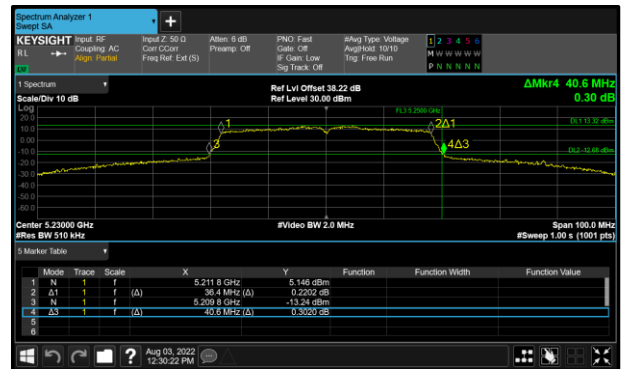 Spectrum Analyzer 1
Swept SA
KEYSIGHT Input: RF Input Z: 50 Ω Atten: 6 dB PNO: Fast #Avg Type: Voltage 1 2 3 4 5 6
RL Coupling: AC Corr CCorr Preamp: Off Gate: Off Avg|Hold: 10/10 M W W W W W
Align: Partial Freq Ref: Ext (S) IF Gain: Low Trig: Free Run
LXI Sig Track: Off P N N N N N
1 Spectrum Ref Lvl Offset 38.22 dB ΔMkr4 40.6 MHz
Scale/Div 10 dB Ref Level 30.00 dBm 0.30 dB
Log
20.0 FL3 5.2500 GHz
10.0 1 2Δ1 DL1 13.32 dBm
0.00
-10.0 3 4Δ3 DL2 -12.68 dBm
-20.0
-30.0
-40.0
-50.0
-60.0
Center 5.23000 GHz #Video BW 2.0 MHz Span 100.0 MHz
#Res BW 510 kHz #Sweep 1.00 s (1001 pts)
5 Marker Table
Mode Trace Scale X Y Function Function Width Function Value
1 N 1 f 5.211 8 GHz 5.146 dBm
2 Δ1 1 f (Δ) 36.4 MHz (Δ) 0.2202 dB
3 N 1 f 5.209 8 GHz -13.24 dBm
4 Δ3 1 f (Δ) 40.6 MHz (Δ) 0.3020 dB
5
6
? Aug 03, 2022
12:30:22 PM